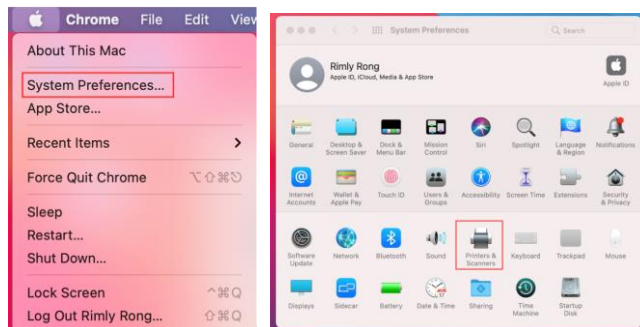 Chrome File Edit View
About This Mac
System Preferences...
App Store...
Recent Items
Force Quit Chrome ⌥⇧⌘⎋
Sleep
Restart...
Shut Down...
Lock Screen ^⌘Q
Log Out Rimly Rong... ⇧⌘Q
System Preferences
Search
Rimly Rong
Apple ID, iCloud, Media & App Store
Apple ID
General Desktop & Screen Saver Dock & Menu Bar Mission Control Siri Spotlight Language & Region Notifications
Internet Accounts Wallet & Apple Pay Touch ID Users & Groups Accessibility Screen Time Extensions Security & Privacy
Software Update Network Bluetooth Sound Printers & Scanners Keyboard Trackpad Mouse
Displays Sidecar Battery Date & Time Sharing Time Machine Startup Disk